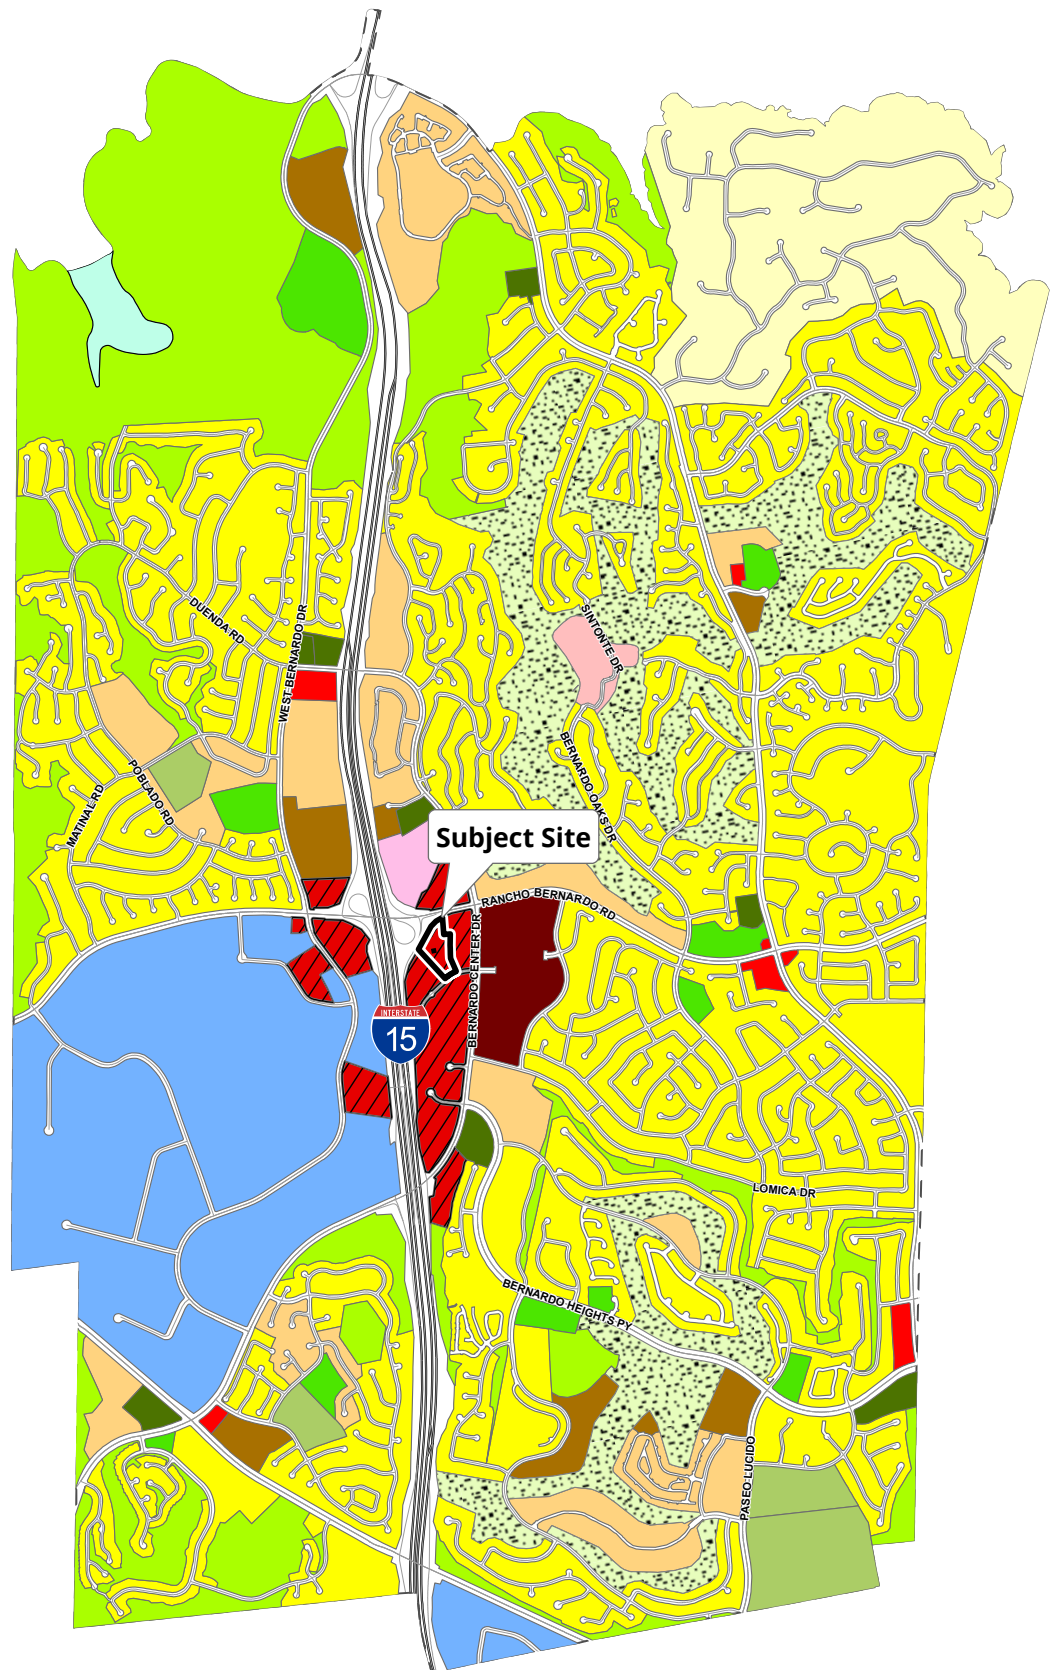 DUENDA RD
WEST BERNARDO DR
SINTONTE DR
BERNARDO OAKS DR
POBLADO RD
MATINAL RD
Subject Site
RANCHO BERNARDO RD
BERNARDO CENTER DR
INTERSTATE
15
LOMICA DR
BERNARDO HEIGHTS PY
PASEO LUCIDO